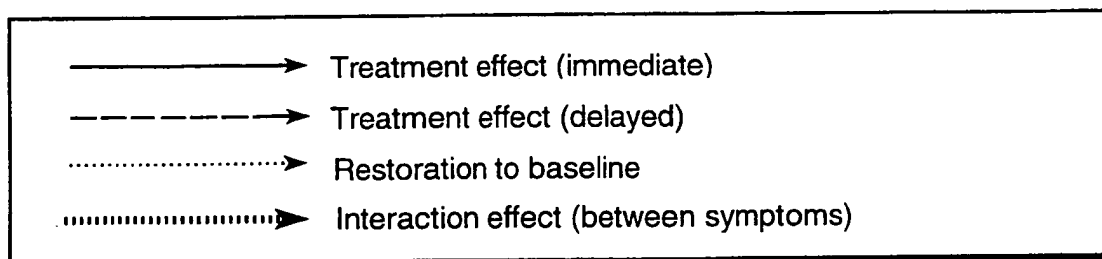 Treatment effect (immediate)
Treatment effect (delayed)
Restoration to baseline
Interaction effect (between symptoms)